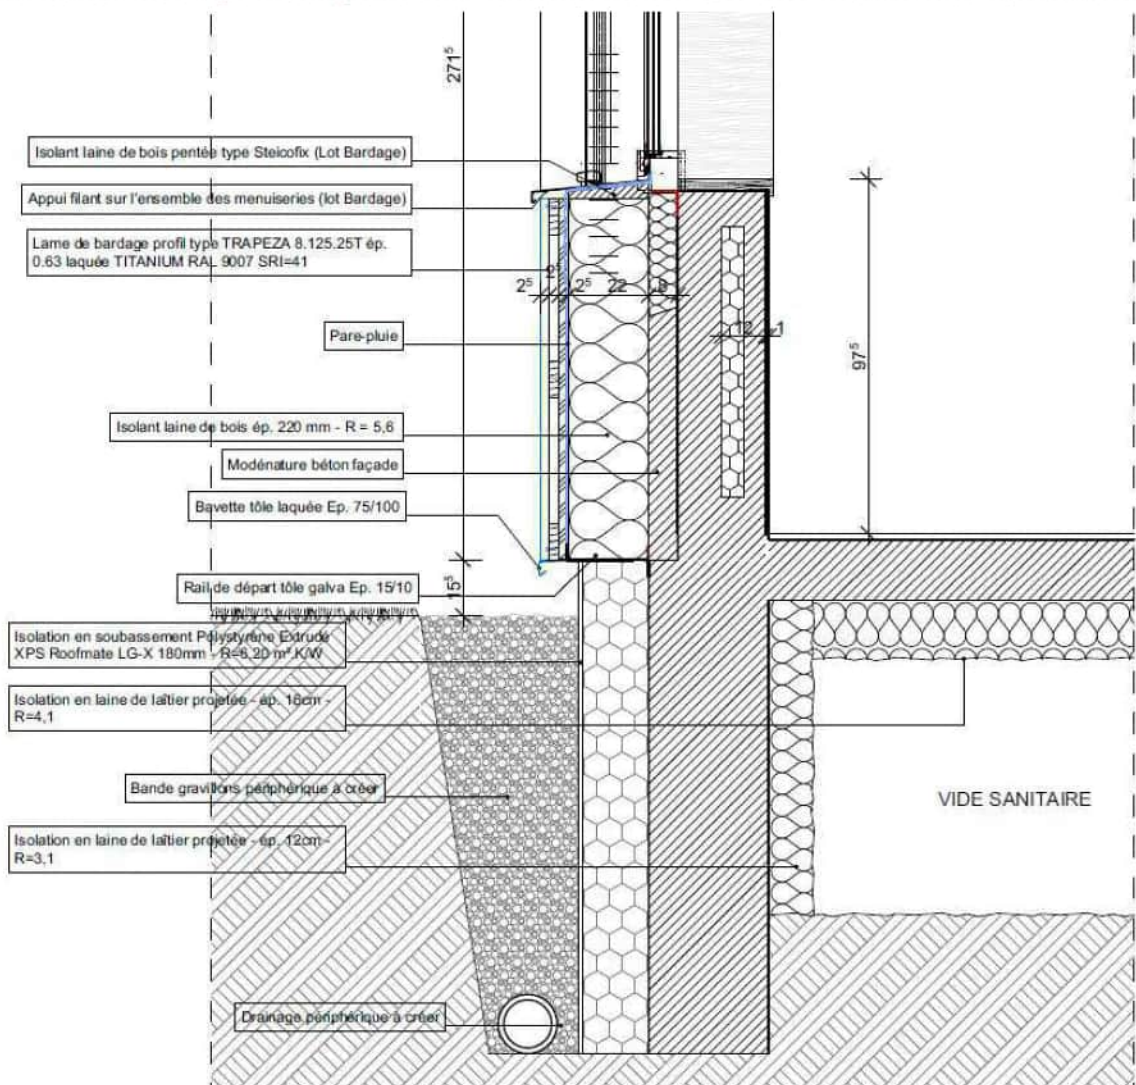 271⁵
Isolant laine de bois pentée type Steicofix (Lot Bardage)
Appui filant sur l'ensemble des menuiseries (lot Bardage)
Lame de bardage profil type TRAPEZA 8.125.25T ép.
0.63 laquée TITANIUM RAL 9007 SRI=41
2⁵ 2⁵ 2⁵ 22 8
Pare-pluie
12 1
97⁵
Isolant laine de bois ép. 220 mm - R = 5,6
Modénature béton façade
Bavette tôle laquée Ep. 75/100
Rail de départ tôle galva Ep. 15/10
15⁵
Isolation en soubassement Polystyrène Extrudé
XPS Roofmate LG-X 180mm - R=6,20 m².K/W
Isolation en laine de laîtier projetée - ép. 16cm -
R=4,1
Bande gravillons périphérique à créer
VIDE SANITAIRE
Isolation en laine de laîtier projetée - ép. 12cm -
R=3,1
Drainage périphérique à créer